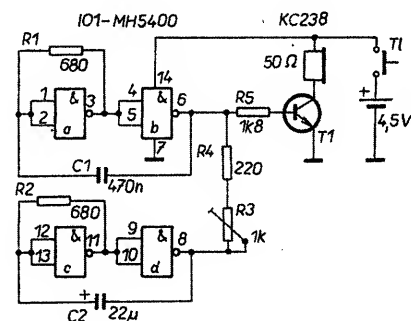 IO1-MH5400 KC238
R1
680
14
50Ω
Tl
1 & 3 4 & 6
2 a 5 b
R5
1k8
T1
+
4,5V
7
R4
220
C1
470n
R2
680
R3
1k
12 & 11 9 & 8
13 c 10 d
+
C2 22µ